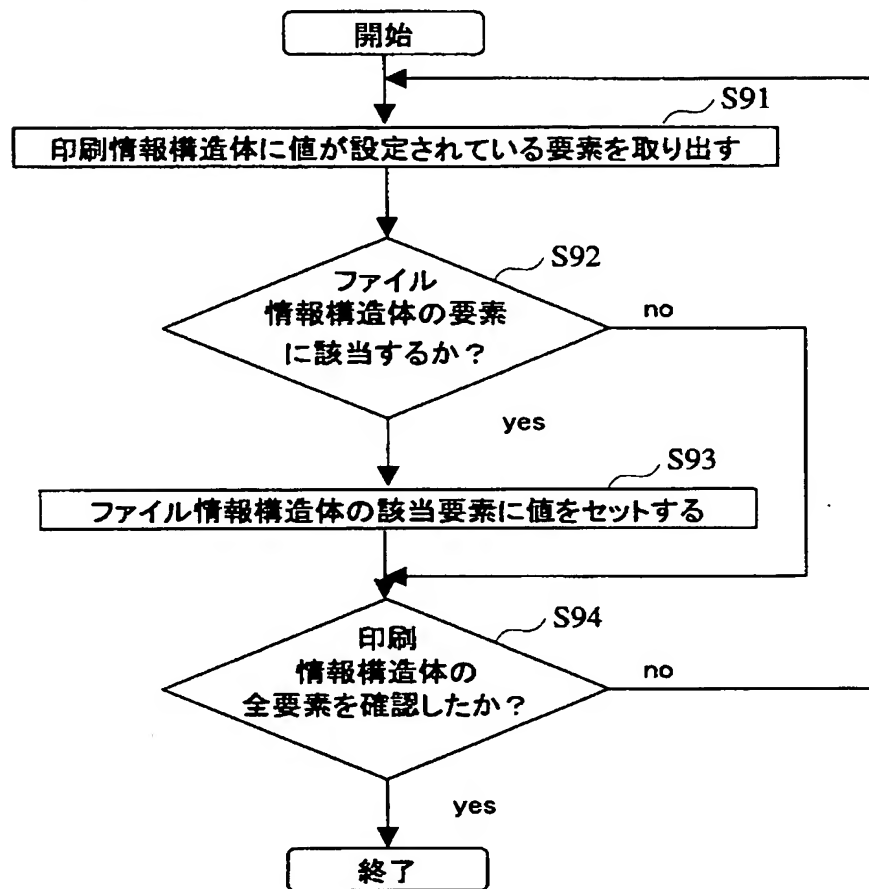 開始
S91
印刷情報構造体に値が設定されている要素を取り出す
S92
ファイル
情報構造体の要素
に該当するか？
no
yes
S93
ファイル情報構造体の該当要素に値をセットする
S94
印刷
情報構造体の
全要素を確認したか？
no
yes
終了